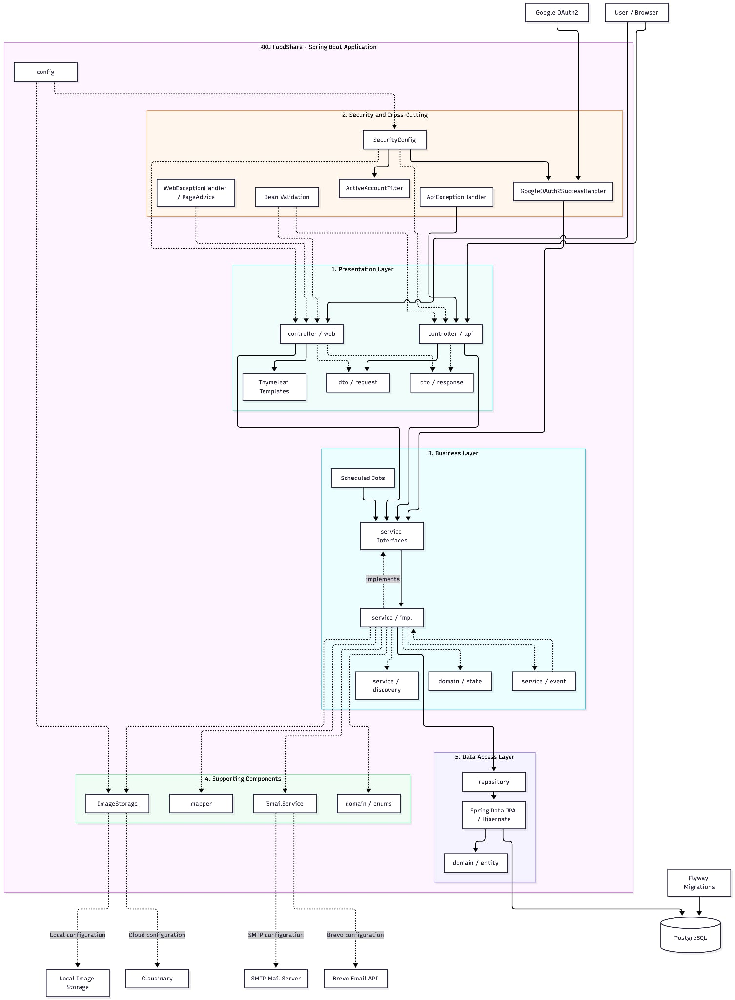 Google OAuth2
User / Browser
KKU FoodShare - Spring Boot Application
config
2. Security and Cross-Cutting
SecurityConfig
WebExceptionHandler
/ PageAdvice
Bean Validation
ActiveAccountFilter
ApiExceptionHandler
GoogleOAuth2SuccessHandler
1. Presentation Layer
controller / web
controller / api
Thymeleaf
Templates
dto / request
dto / response
3. Business Layer
Scheduled Jobs
service
Interfaces
implements
service / impl
service /
discovery
domain / state
service / event
5. Data Access Layer
4. Supporting Components
repository
ImageStorage
mapper
EmailService
domain / enums
Spring Data JPA
/ Hibernate
domain / entity
Flyway
Migrations
Local configuration
Cloud configuration
SMTP configuration
Brevo configuration
PostgreSQL
Local Image
Storage
Cloudinary
SMTP Mail Server
Brevo Email API